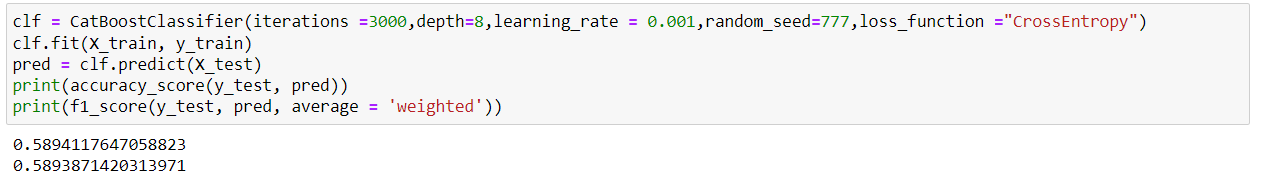 clf = CatBoostClassifier(iterations =3000,depth=8,learning_rate = 0.001,random_seed=777,loss_function ="CrossEntropy")
clf.fit(X_train, y_train)
pred = clf.predict(X_test)
print(accuracy_score(y_test, pred))
print(f1_score(y_test, pred, average = 'weighted'))
0.5894117647058823
0.5893871420313971